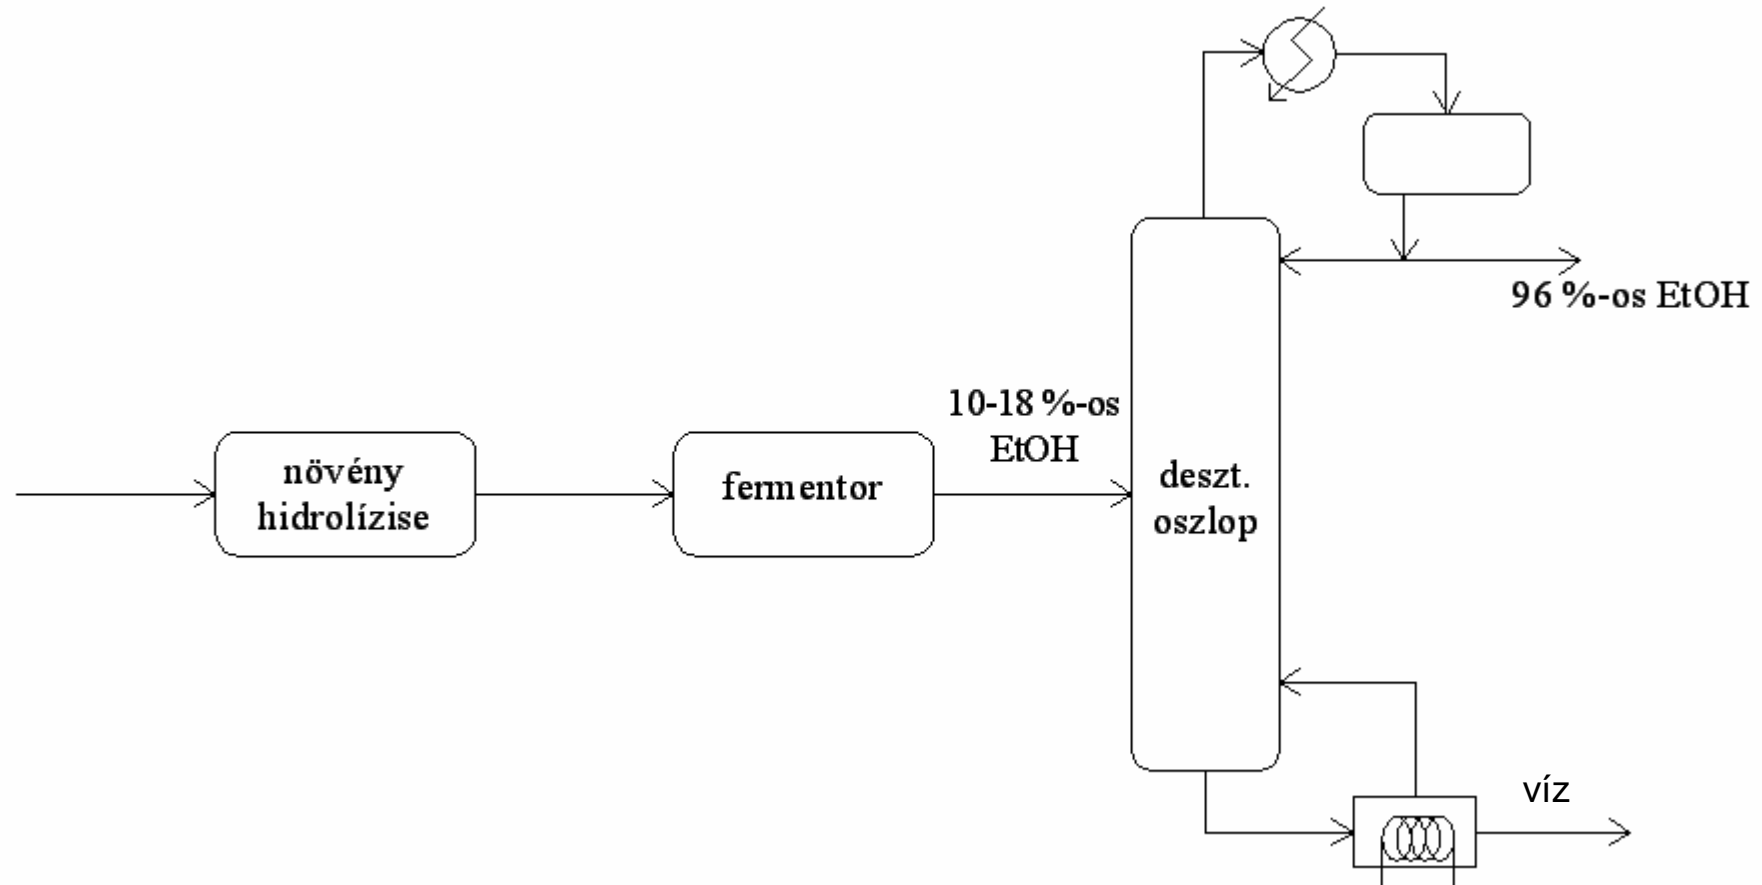 96 %-os EtOH
10-18 %-os
EtOH
növény
hidrolízise
fermentor
deszt.
oszlop
víz